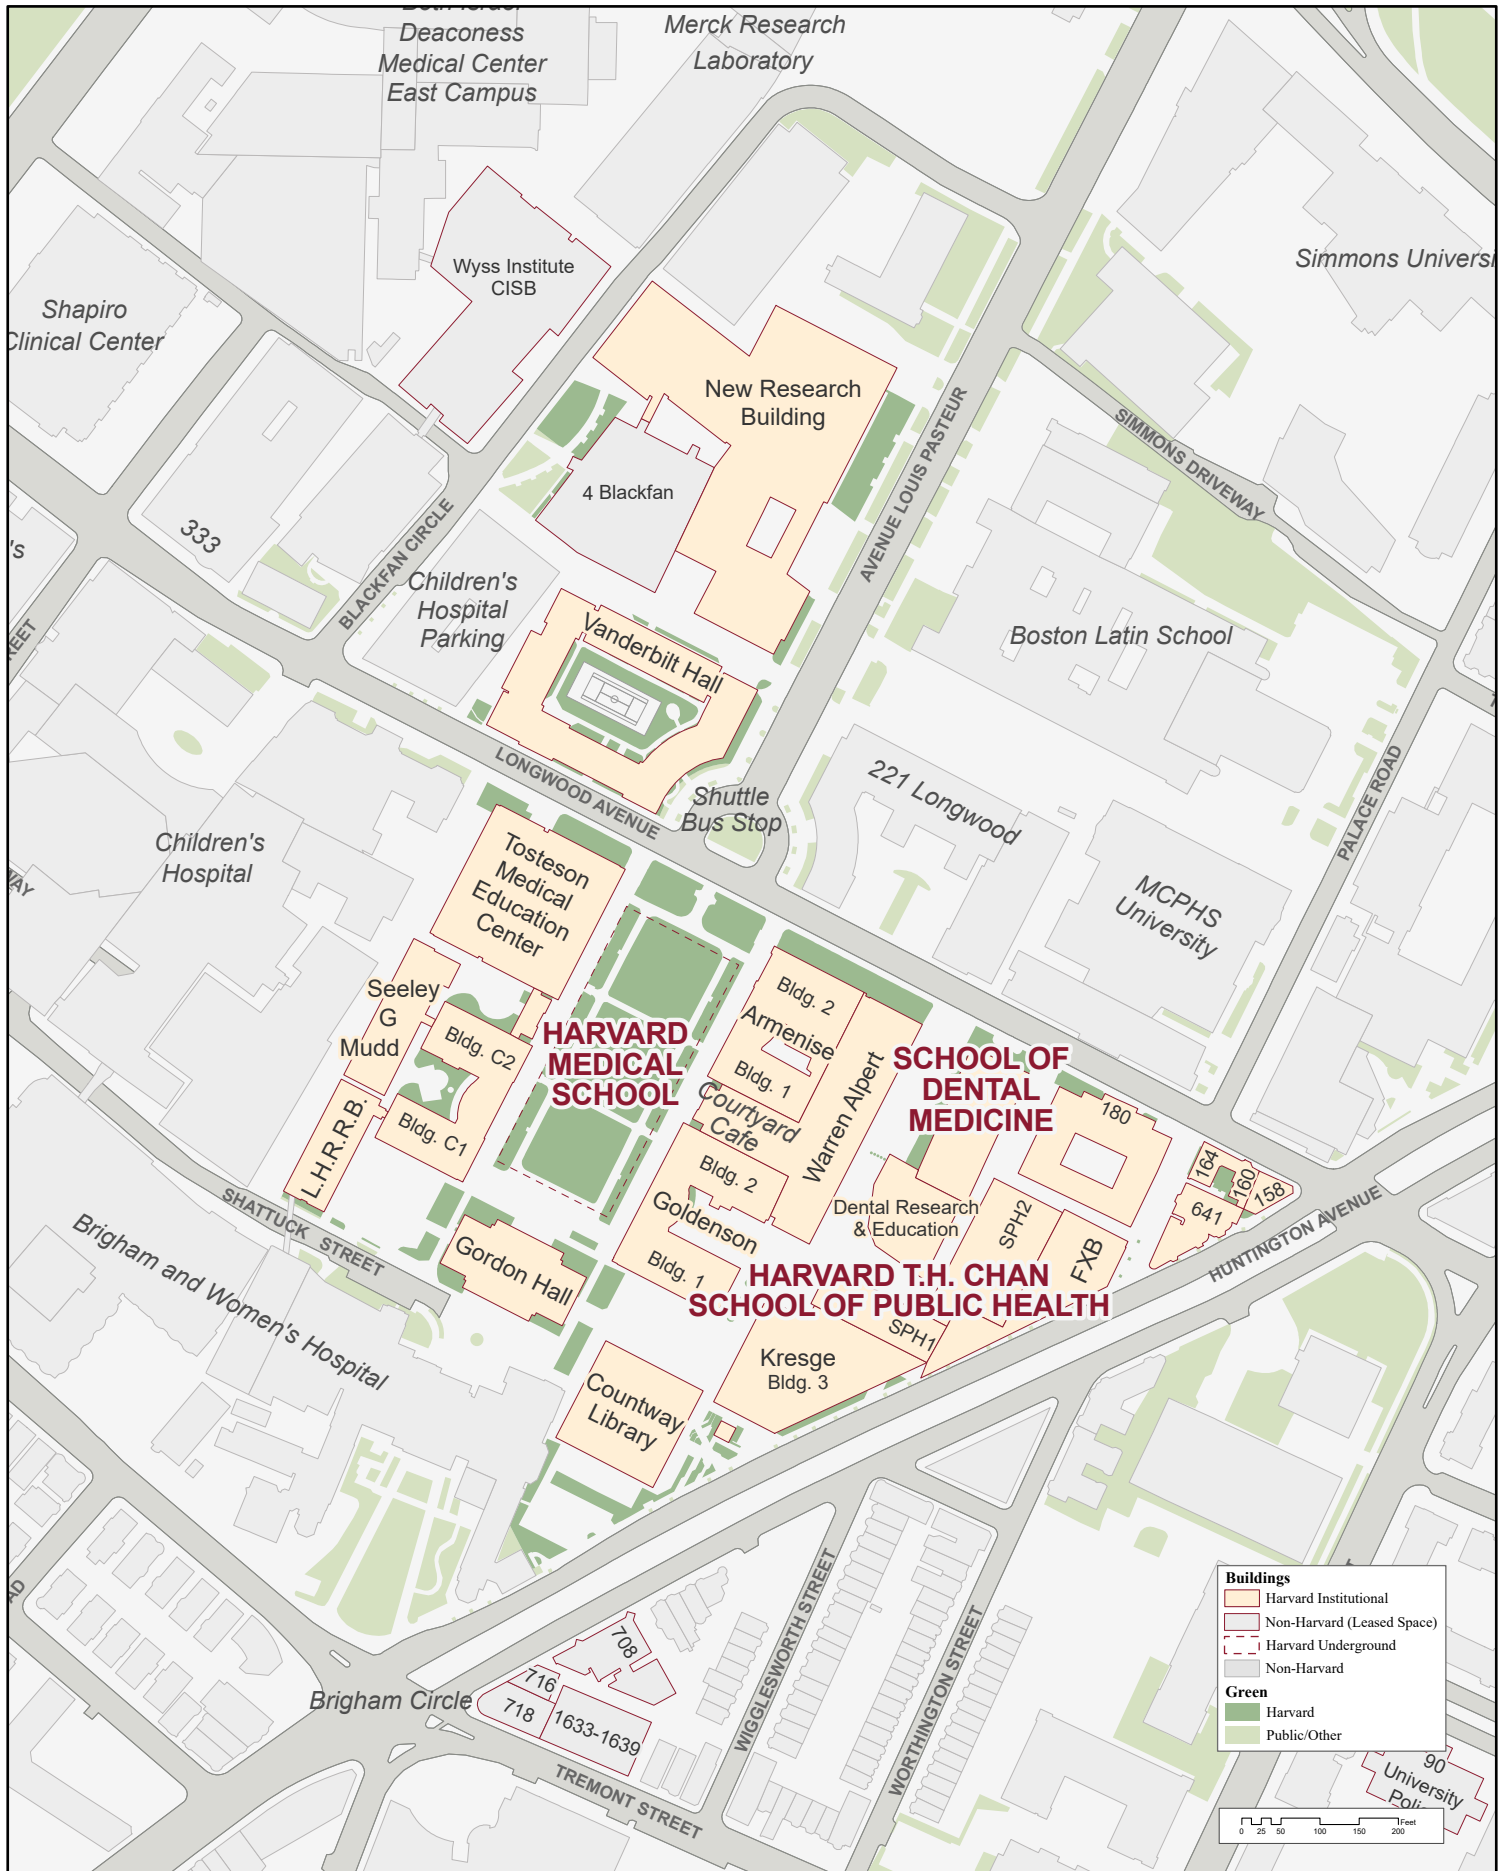 Deaconess
Medical Center
East Campus
Merck Research
Laboratory
Simmons
Wyss Institute
CISB
Shapiro
Clinical Center
New Research
Building
AVENUE LOUIS PASTEUR
SIMMONS DRIVEWAY
4 Blackfan
333
BLACKFAN CIRCLE
's
Children's
Hospital
Parking
Vanderbilt Hall
Boston Latin School
LONGWOOD AVENUE
Shuttle
Bus Stop
221 Longwood
PALACE ROAD
Children's
Hospital
Tosteson
Medical
Education
Center
MCPHS
University
Seeley
G
Mudd
Bldg. C2
Bldg. C1
L.H.R.R.B.
HARVARD
MEDICAL
SCHOOL
Bldg. 2
Armenise
Bldg. 1
Courtyard
Cafe
Warren Alpert
SCHOOL OF
DENTAL
MEDICINE
180
164
160
158
641
Bldg. 2
Goldenson
Bldg. 1
Dental Research
& Education
SPH2
FXB
SHATTUCK STREET
HUNTINGTON AVENUE
Brigham and Women's Hospital
Gordon Hall
HARVARD T.H. CHAN
SCHOOL OF PUBLIC HEALTH
SPH1
Kresge
Bldg. 3
Countway
Library
WIGGLESWORTH STREET
WORTHINGTON STREET
708
716
718
1633-1639
Brigham Circle
TREMONT STREET
Buildings
Harvard Institutional
Non-Harvard (Leased Space)
Harvard Underground
Non-Harvard
Green
Harvard
Public/Other
90
University
Feet
0 25 50 100 150 200